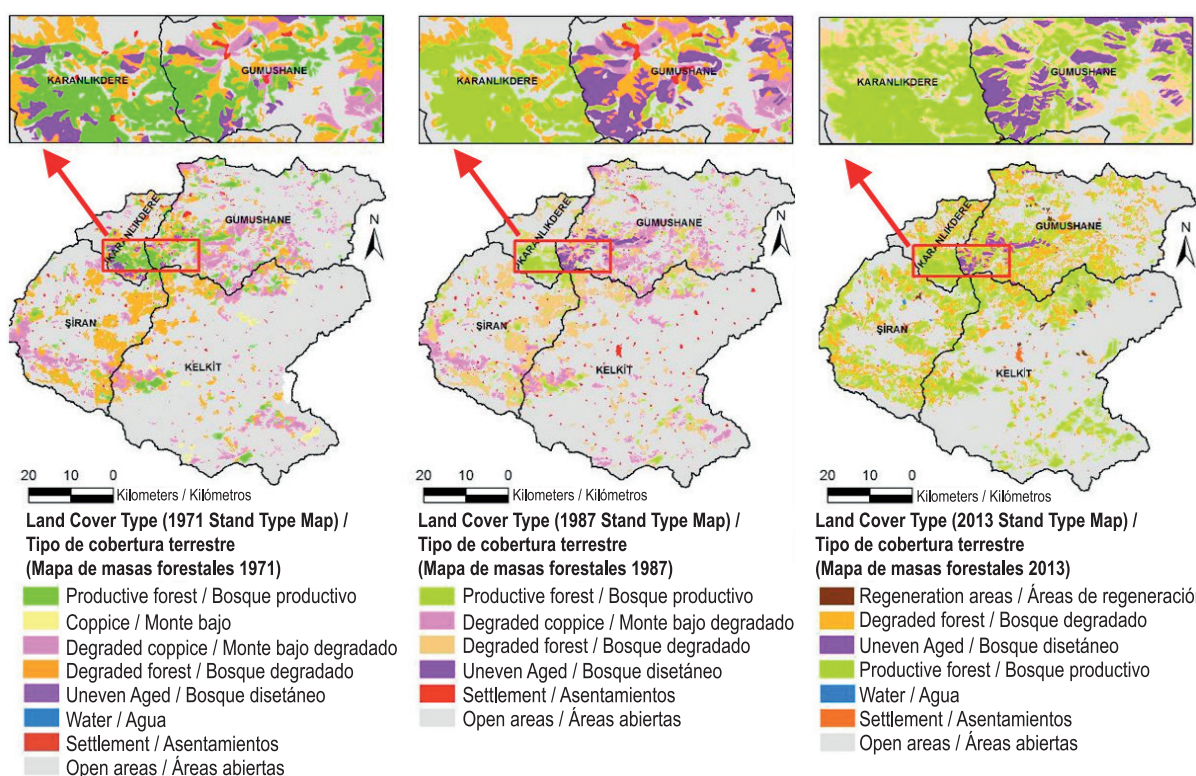 KARANLIKDERE
GUMUSHANE
KARANLIKDERE
GUMUSHANE
N
ŞİRAN
KELKİT
20 10 0
Kilometers / Kilómetros
Land Cover Type (1971 Stand Type Map) /
Tipo de cobertura terrestre
(Mapa de masas forestales 1971)
Productive forest / Bosque productivo
Coppice / Monte bajo
Degraded coppice / Monte bajo degradado
Degraded forest / Bosque degradado
Uneven Aged / Bosque disetáneo
Water / Agua
Settlement / Asentamientos
Open areas / Áreas abiertas
KARANLIKDERE
GUMUSHANE
KARANLIKDERE
GUMUSHANE
N
ŞİRAN
KELKİT
20 10 0
Kilometers / Kilómetros
Land Cover Type (1987 Stand Type Map) /
Tipo de cobertura terrestre
(Mapa de masas forestales 1987)
Productive forest / Bosque productivo
Degraded coppice / Monte bajo degradado
Degraded forest / Bosque degradado
Uneven Aged / Bosque disetáneo
Settlement / Asentamientos
Open areas / Áreas abiertas
KARANLIKDERE
GUMUSHANE
KARANLIKDERE
GUMUSHANE
N
ŞİRAN
KELKİT
20 10 0
Kilometers / Kilómetros
Land Cover Type (2013 Stand Type Map) /
Tipo de cobertura terrestre
(Mapa de masas forestales 2013)
Regeneration areas / Áreas de regeneració
Degraded forest / Bosque degradado
Uneven Aged / Bosque disetáneo
Productive forest / Bosque productivo
Water / Agua
Settlement / Asentamientos
Open areas / Áreas abiertas